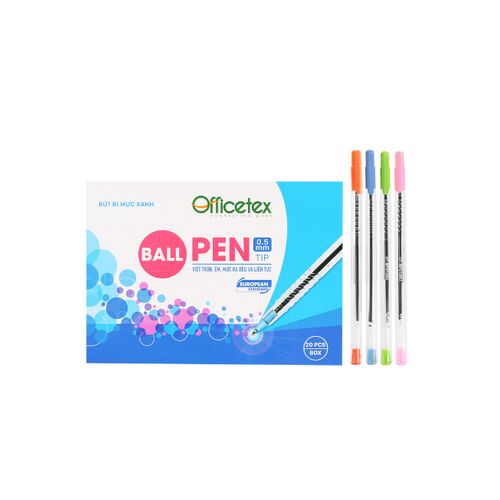 BÚT BI MỰC XANH
Officetex
CONNECTING WORK
BALL PEN
0.5 mm
TIP
VIẾT TRƠN, ÊM, MỰC RA ĐỀU VÀ LIÊN TỤC
EUROPEAN
STANDARD
20 PCS
BOX